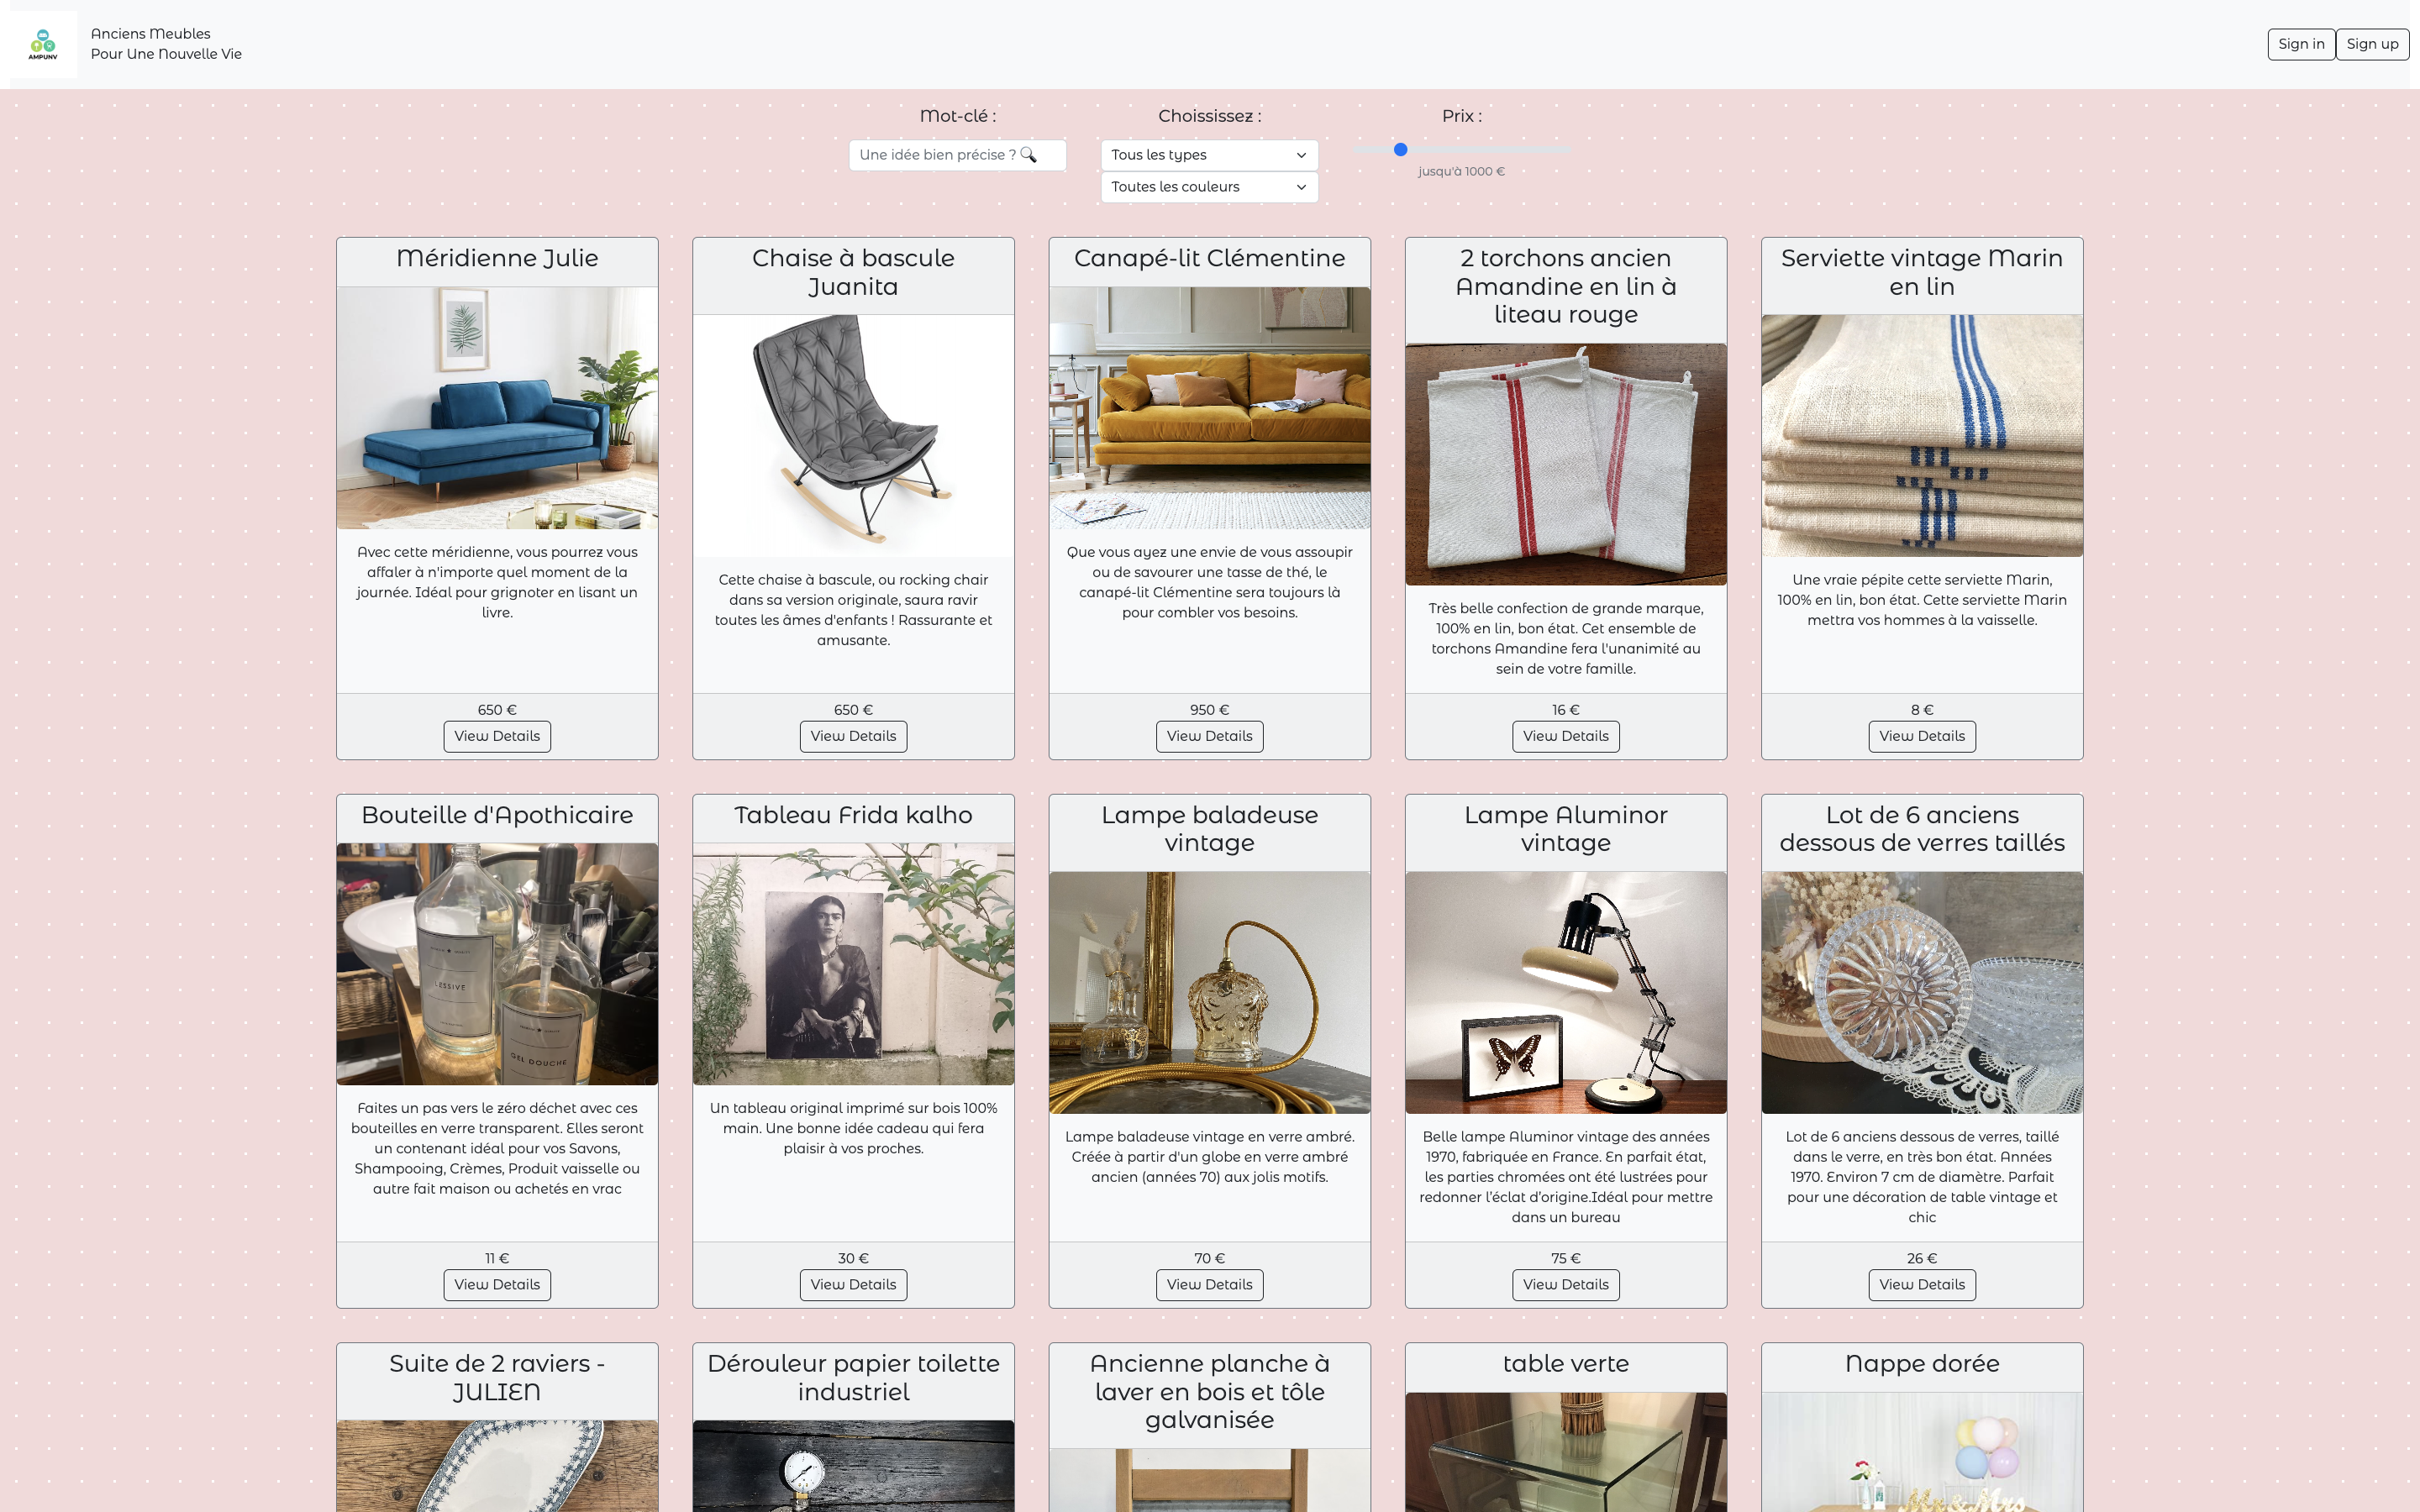 AMPUNV
Anciens Meubles
Pour Une Nouvelle Vie
Sign in
Sign up
Mot-clé :
Une idée bien précise ? 🔍
Choississez :
Tous les types
Toutes les couleurs
Prix :
jusqu'à 1000 €
Méridienne Julie
Avec cette méridienne, vous pourrez vous
affaler à n'importe quel moment de la
journée. Idéal pour grignoter en lisant un
livre.
650 €
View Details
Chaise à bascule
Juanita
Cette chaise à bascule, ou rocking chair
dans sa version originale, saura ravir
toutes les âmes d'enfants ! Rassurante et
amusante.
650 €
View Details
Canapé-lit Clémentine
Que vous ayez une envie de vous assoupir
ou de savourer une tasse de thé, le
canapé-lit Clémentine sera toujours là
pour combler vos besoins.
950 €
View Details
2 torchons ancien
Amandine en lin à
liteau rouge
Très belle confection de grande marque,
100% en lin, bon état. Cet ensemble de
torchons Amandine fera l'unanimité au
sein de votre famille.
16 €
View Details
Serviette vintage Marin
en lin
Une vraie pépite cette serviette Marin,
100% en lin, bon état. Cette serviette Marin
mettra vos hommes à la vaisselle.
8 €
View Details
Bouteille d'Apothicaire
LESSIVE
GEL DOUCHE
Faites un pas vers le zéro déchet avec ces
bouteilles en verre transparent. Elles seront
un contenant idéal pour vos Savons,
Shampooing, Crèmes, Produit vaisselle ou
autre fait maison ou achetés en vrac
11 €
View Details
Tableau Frida kalho
Un tableau original imprimé sur bois 100%
main. Une bonne idée cadeau qui fera
plaisir à vos proches.
30 €
View Details
Lampe baladeuse
vintage
Lampe baladeuse vintage en verre ambré.
Créée à partir d'un globe en verre ambré
ancien (années 70) aux jolis motifs.
70 €
View Details
Lampe Aluminor
vintage
Belle lampe Aluminor vintage des années
1970, fabriquée en France. En parfait état,
les parties chromées ont été lustrées pour
redonner l’éclat d’origine.Idéal pour mettre
dans un bureau
75 €
View Details
Lot de 6 anciens
dessous de verres taillés
Lot de 6 anciens dessous de verres, taillé
dans le verre, en très bon état. Années
1970. Environ 7 cm de diamètre. Parfait
pour une décoration de table vintage et
chic
26 €
View Details
Suite de 2 raviers -
JULIEN
Dérouleur papier toilette
industriel
Ancienne planche à
laver en bois et tôle
galvanisée
table verte
Nappe dorée
Mr & Mrs